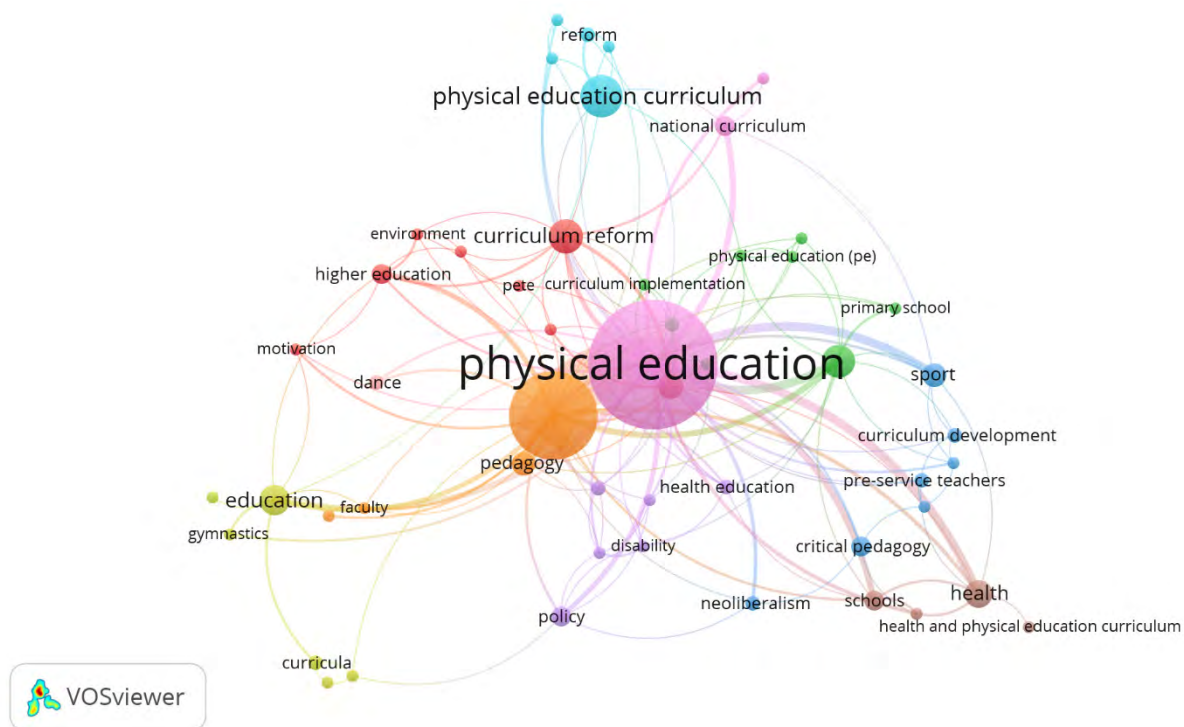 reform
physical education curriculum
national curriculum
environment
curriculum reform
higher education
physical education (pe)
pete
curriculum implementation
primary school
motivation
dance
physical education
sport
curriculum development
pedagogy
pre-service teachers
health education
education
faculty
gymnastics
disability
critical pedagogy
health
neoliberalism
schools
policy
health and physical education curriculum
curricula
VOSviewer